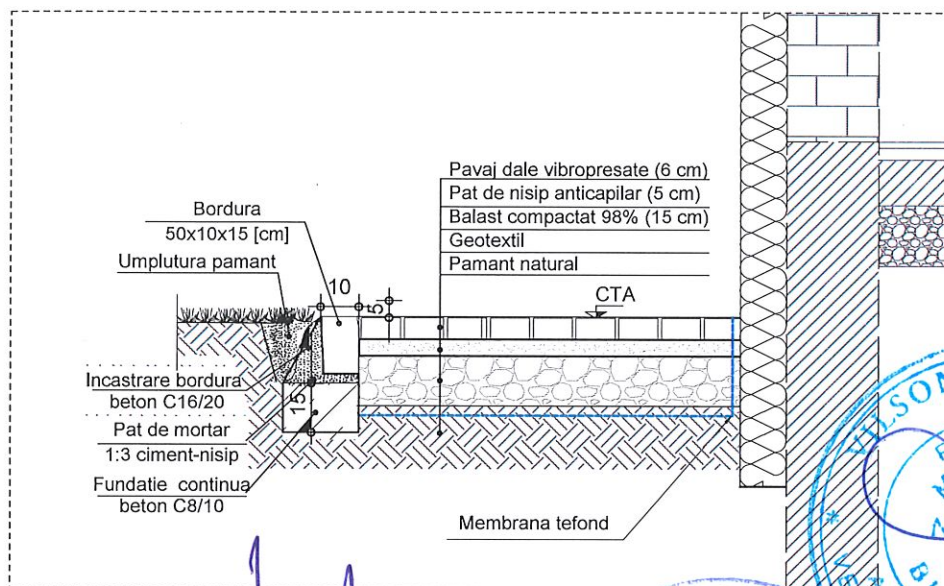 Pavaj dale vibropresate (6 cm)
Pat de nisip anticapilar (5 cm)
Balast compactat 98% (15 cm)
Geotextil
Pamant natural
Bordura
50x10x15 [cm]
Umplutura pamant
10
5
CTA
Incastrare bordura
beton C16/20
15
Pat de mortar
1:3 ciment-nisip
Fundatie continua
beton C8/10
Membrana tefond